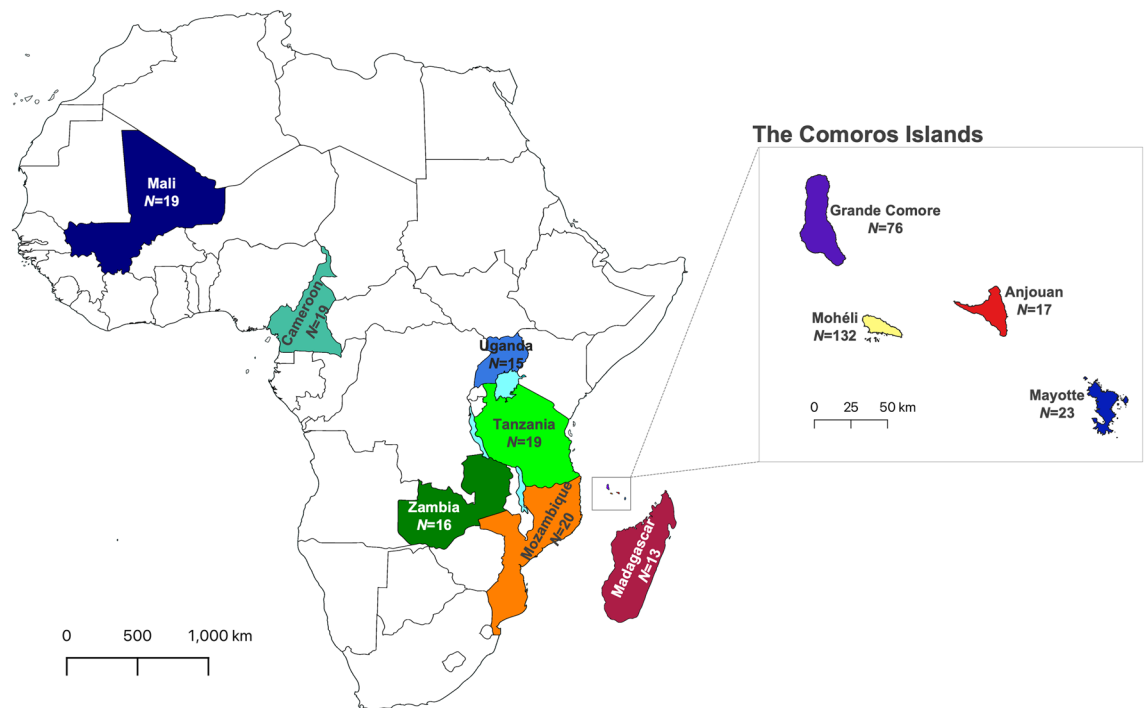 The Comoros Islands
Mali
N=19
Grande Comore
N=76
Cameroon
N=19
Anjouan
N=17
Mohéli
N=132
Uganda
N=15
Mayotte
N=23
0 25 50 km
Tanzania
N=19
Zambia
N=16
Mozambique
N=20
Madagascar
N=13
0 500 1,000 km